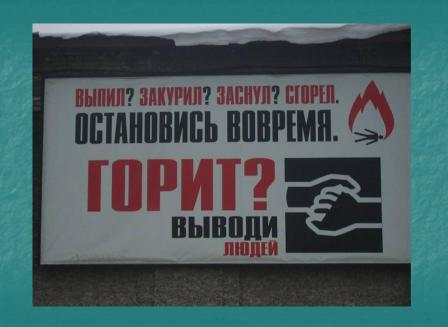 ВЫПИЛ? ЗАКУРИЛ? ЗАСНУЛ? СГОРЕЛ.
ОСТАНОВИСЬ ВОВРЕМЯ.
ГОРИТ?
ВЫВОДИ
ЛЮДЕЙ